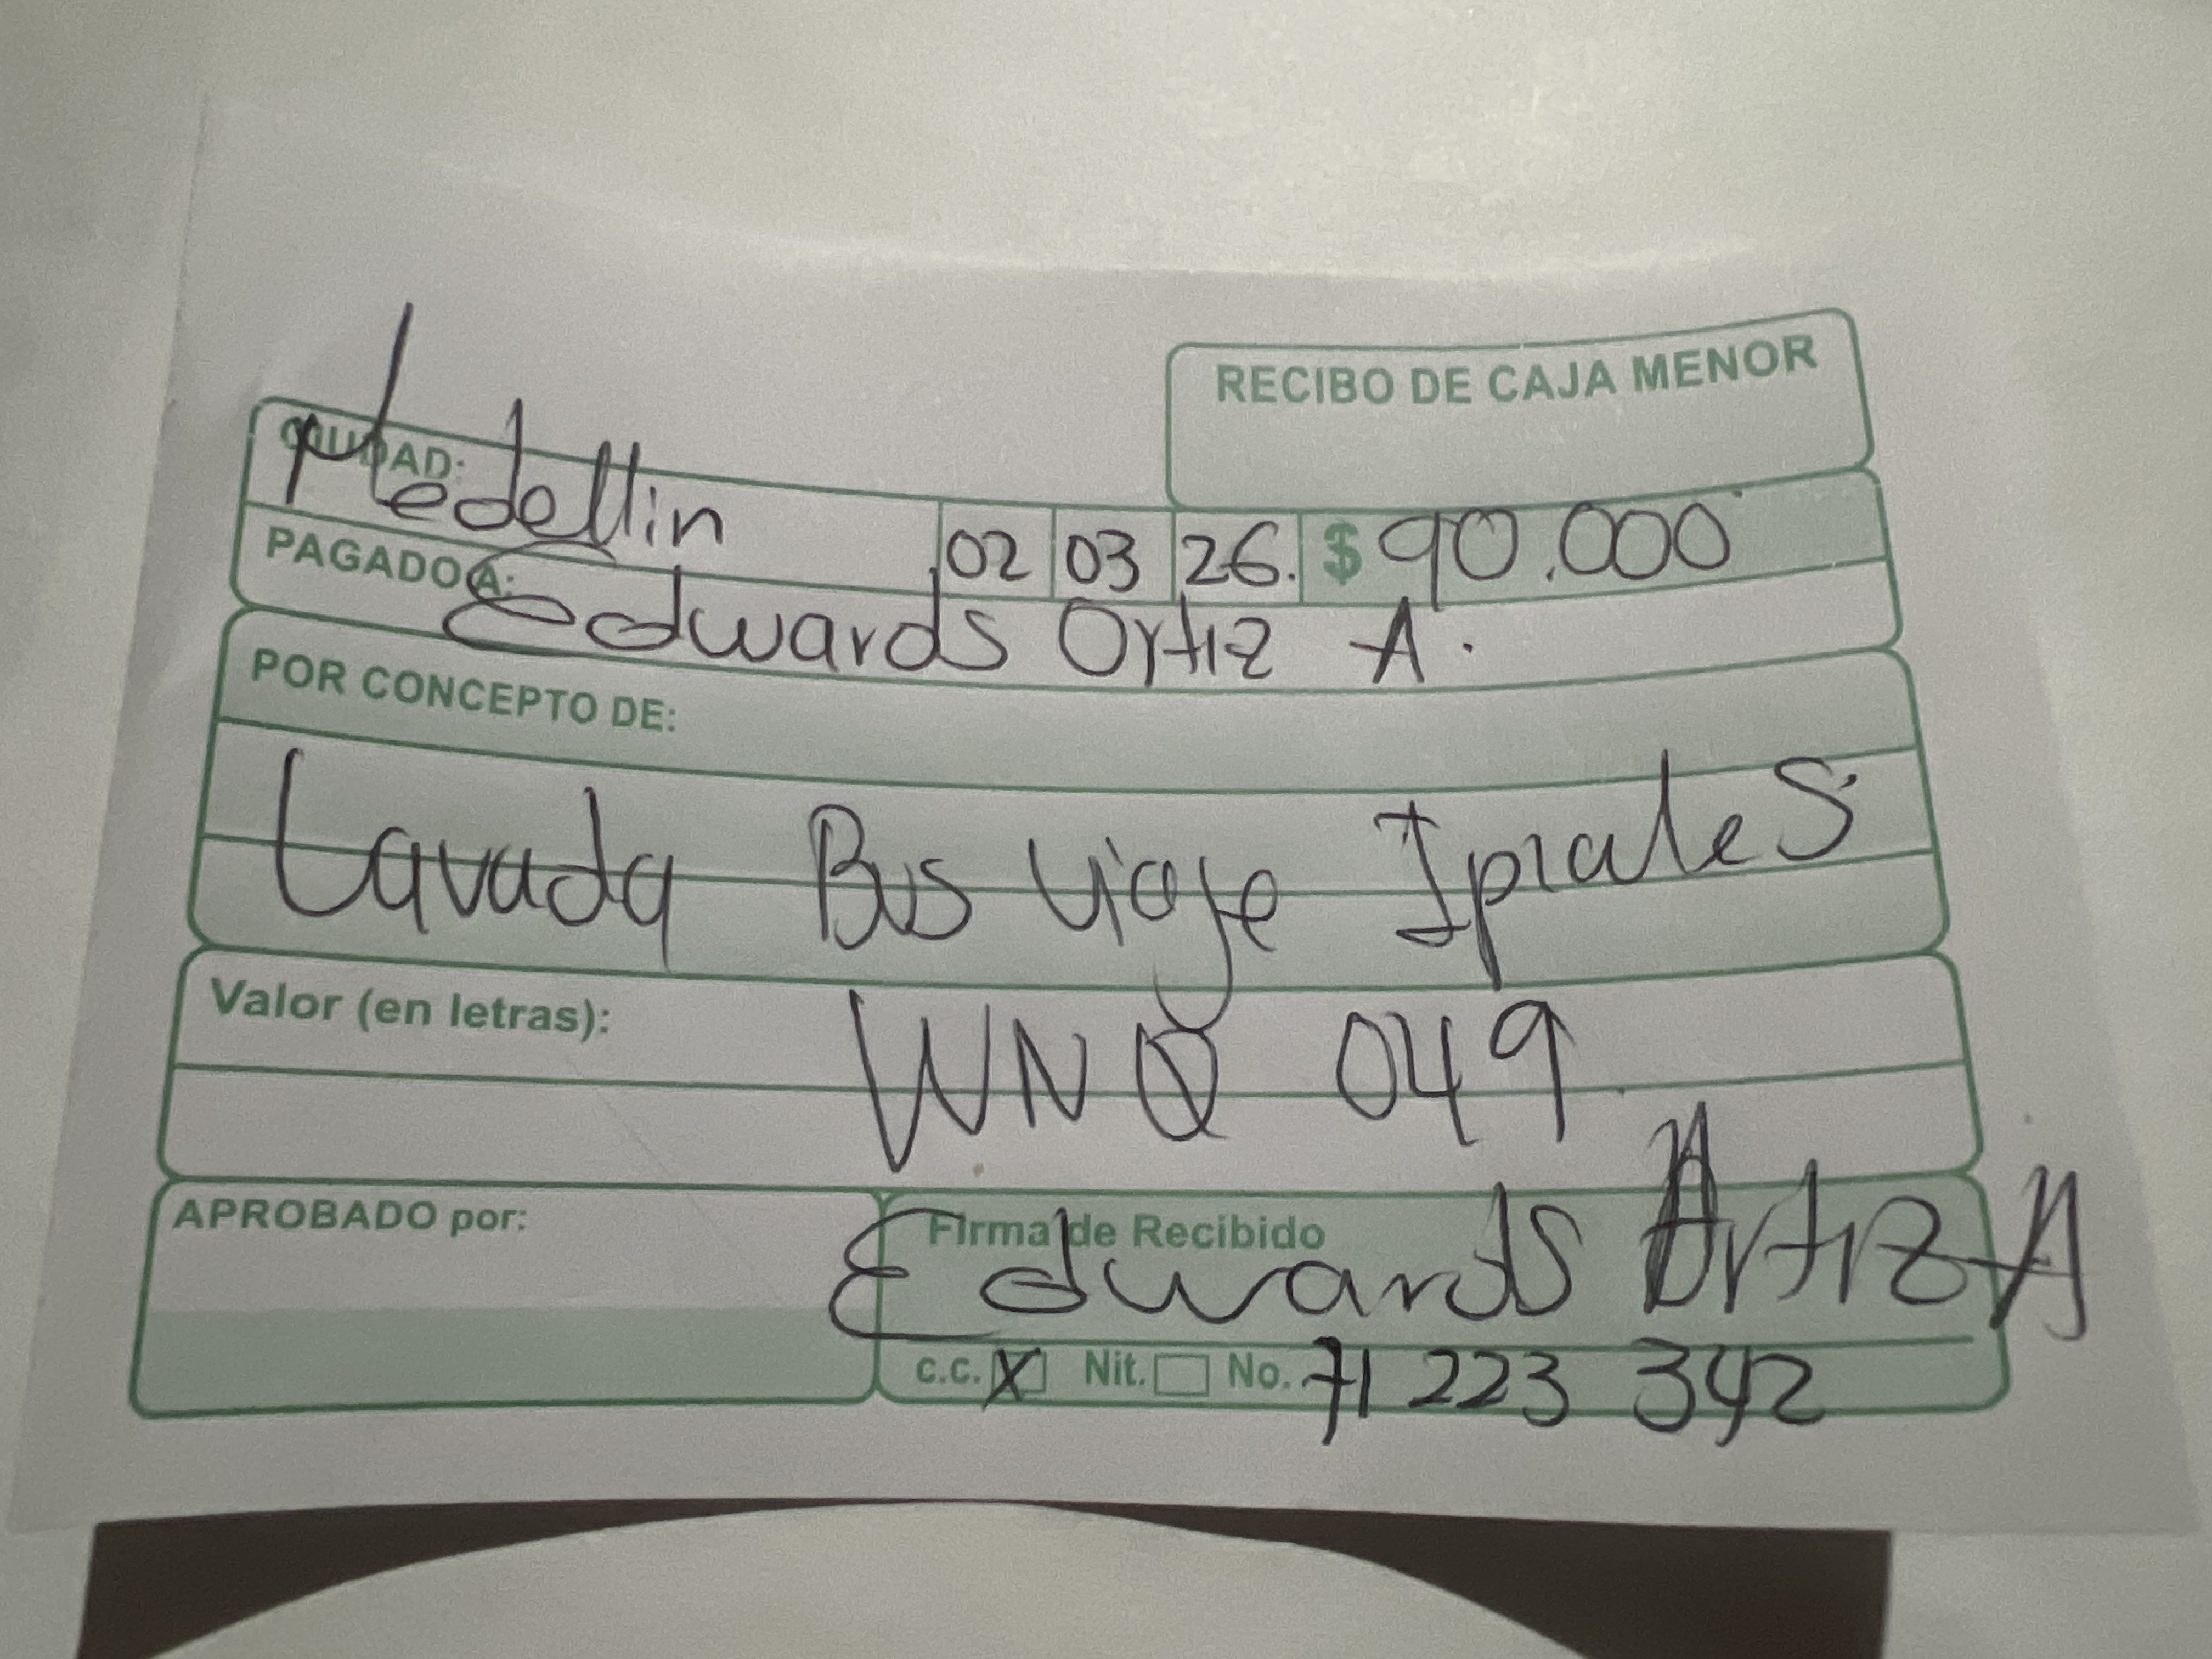 RECIBO DE CAJA MENOR
CIUDAD: Medellin 02 03 26. $ 90.000
PAGADO A: Edwards Ortiz A.
POR CONCEPTO DE:
Lavada Bus viaje Ipiales
Valor (en letras): WNQ 049
APROBADO por:
Firma de Recibido
Edwards Ortiz A
c.c. X Nit. No. 71 223 342